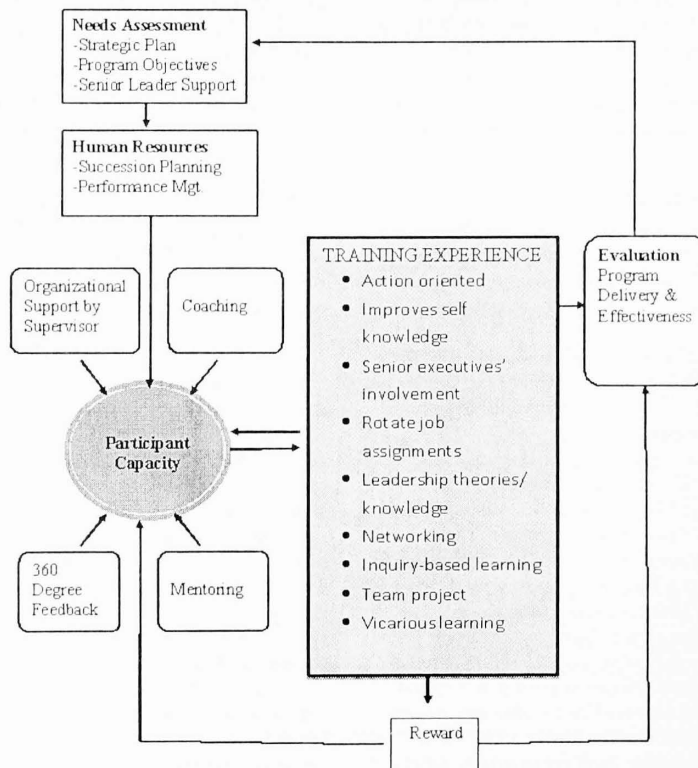 Needs Assessment
-Strategic Plan
-Program Objectives
-Senior Leader Support
Human Resources
-Succession Planning
-Performance Mgt
Organizational
Support by
Supervisor
Coaching
Participant
Capacity
360
Degree
Feedback
Mentoring
TRAINING EXPERIENCE
• Action oriented
• Improves self
knowledge
• Senior executives'
involvement
• Rotate job
assignments
• Leadership theories/
knowledge
• Networking
• Inquiry-based learning
• Team project
• Vicarious learning
Evaluation
Program
Delivery &
Effectiveness
Reward